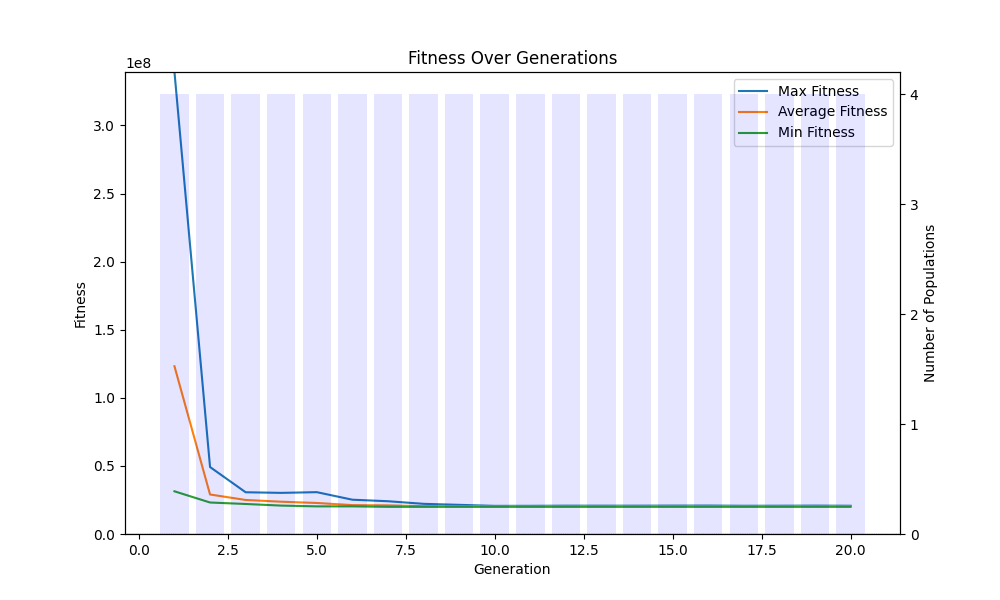 Fitness Over Generations
1e8
Max Fitness
Average Fitness
Min Fitness
3.0
2.5
2.0
1.5
1.0
0.5
0.0
Fitness
4
3
2
1
0
Number of Populations
0.0 2.5 5.0 7.5 10.0 12.5 15.0 17.5 20.0
Generation